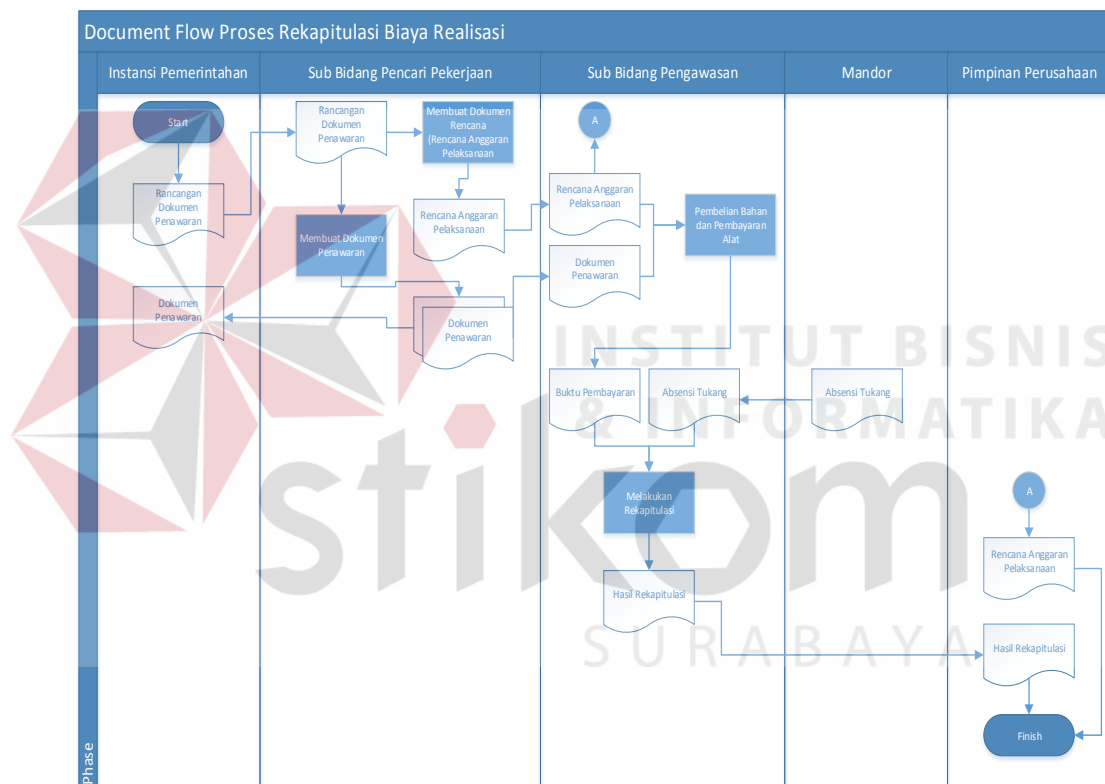 Document Flow Proses Rekapitulasi Biaya Realisasi
Instansi Pemerintahan
Sub Bidang Pencari Pekerjaan
Sub Bidang Pengawasan
Mandor
Pimpinan Perusahaan
Start
Rancangan
Dokumen
Penawaran
Dokumen
Penawaran
Rancangan
Dokumen
Penawaran
Membuat Dokumen
Rencana
(Rencana Anggaran
Pelaksanaan
Membuat Dokumen
Penawaran
Rencana Anggaran
Pelaksanaan
Dokumen
Penawaran
A
Rencana Anggaran
Pelaksanaan
Pembelian Bahan
dan Pembayaran
Alat
Dokumen
Penawaran
Buktu Pembayaran
Absensi Tukang
Melakukan
Rekapitulasi
Hasil Rekapitulasi
Absensi Tukang
A
Rencana Anggaran
Pelaksanaan
Hasil Rekapitulasi
Finish
Phase
INSTITUT BISNIS
& INFORMATIKA
stikom
SURABAYA